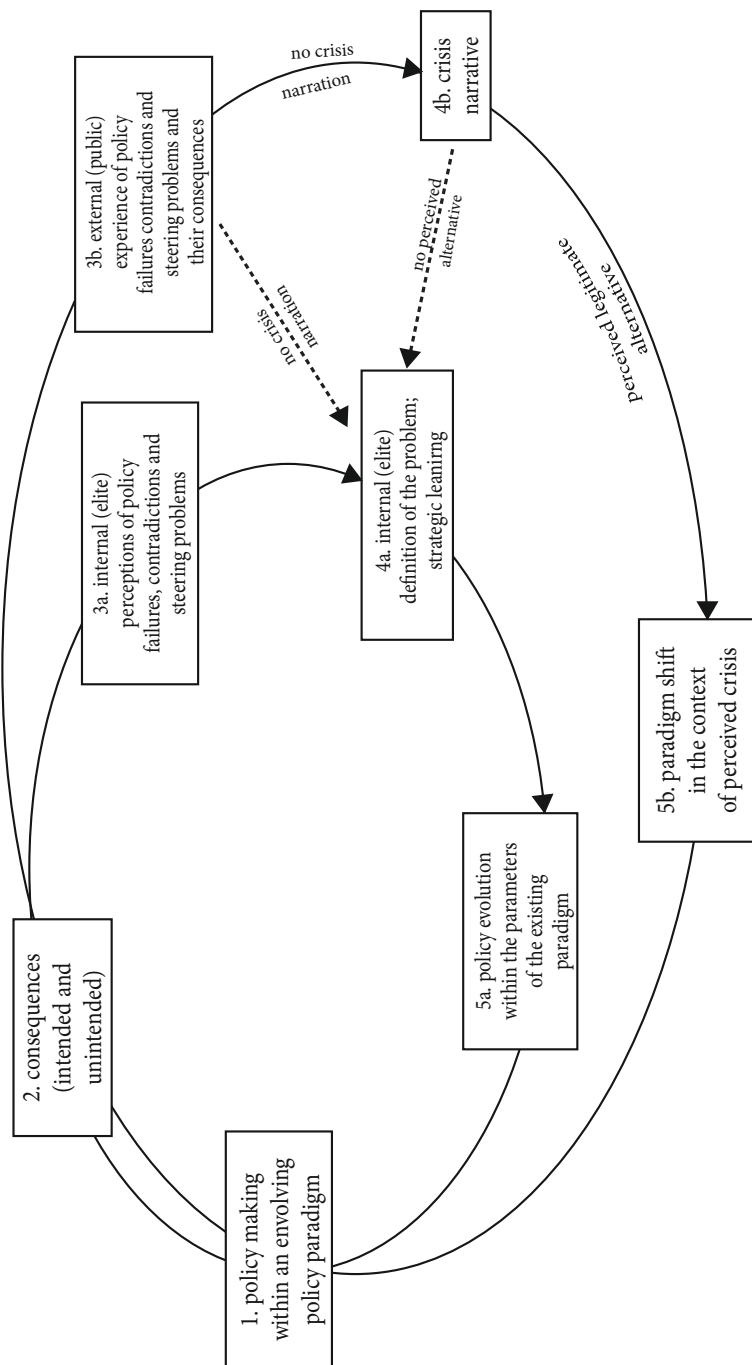 1. policy making
within an envolving
policy paradigm
2. consequences
(intended and
unintended)
3a. internal (elite)
perceptions of policy
failures, contradictions and
steering problems
3b. external (public)
experience of policy
failures contradictions and
steering problems and
their consequences
no crisis
narration
no crisis
narration
4a. internal (elite)
definition of the problem;
strategic leanirng
4b. crisis
narrative
no perceived
alternative
Perceived legitimate
alternative
5a. policy evolution
within the parameters
of the existing
paradigm
5b. paradigm shift
in the context
of perceived crisis